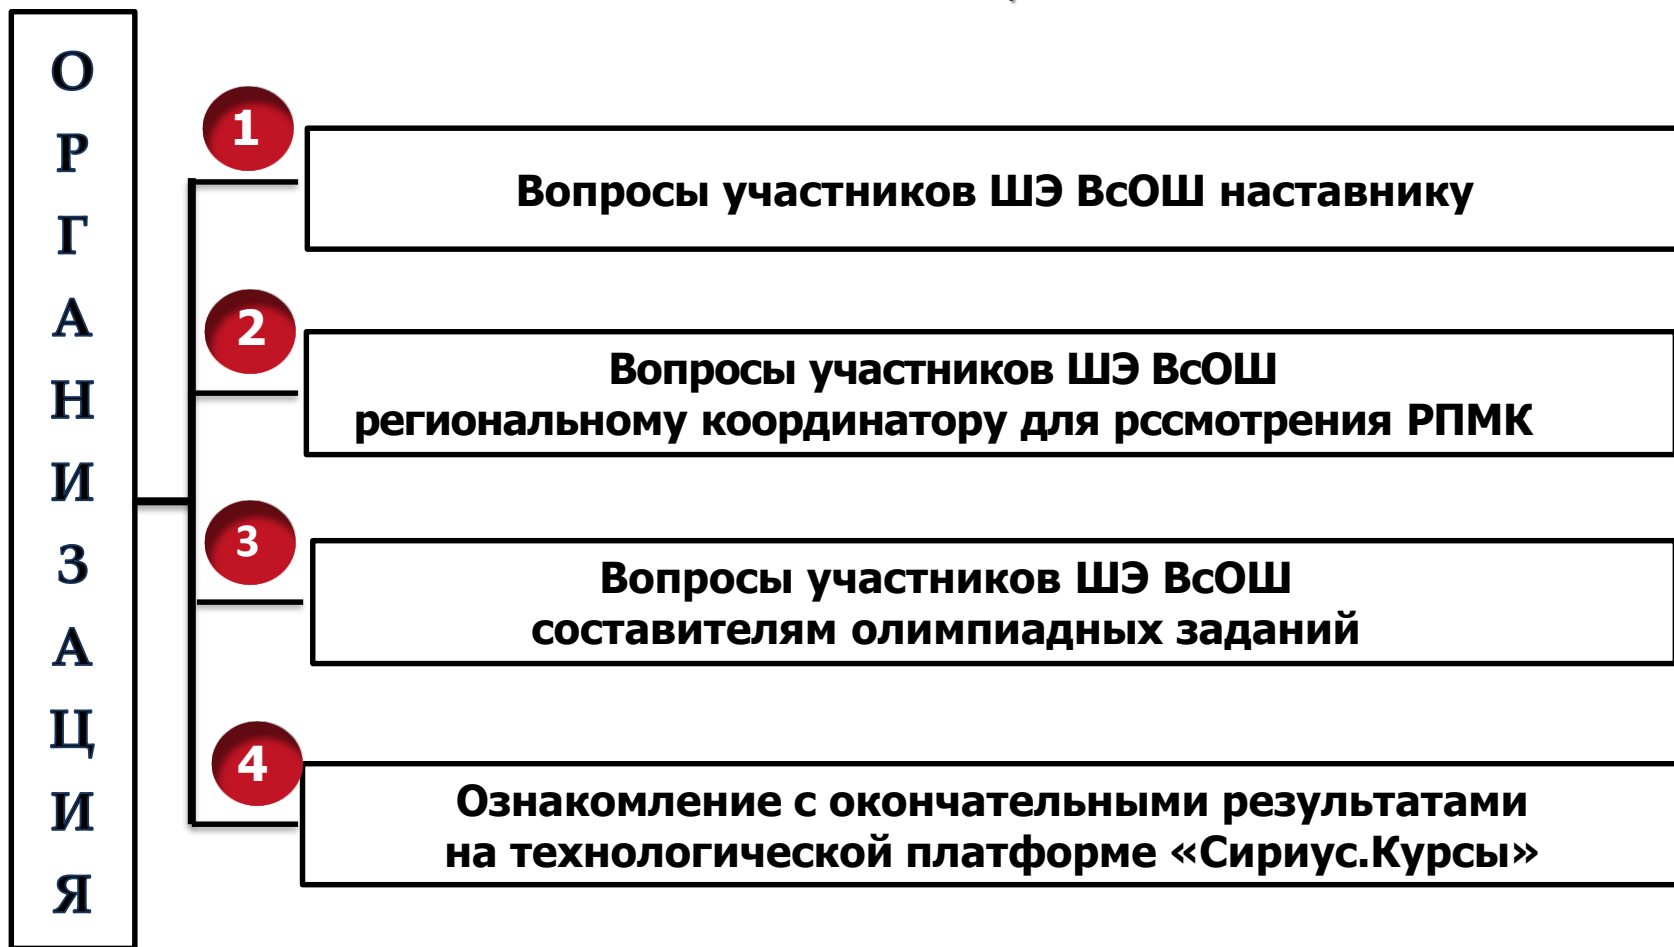 ОРГАНИЗАЦИЯ
1
Вопросы участников ШЭ ВсОШ наставнику
2
Вопросы участников ШЭ ВсОШ
региональному координатору для рссмотрения РПМК
3
Вопросы участников ШЭ ВсОШ
составителям олимпиадных заданий
4
Ознакомление с окончательными результатами
на технологической платформе «Сириус.Курсы»